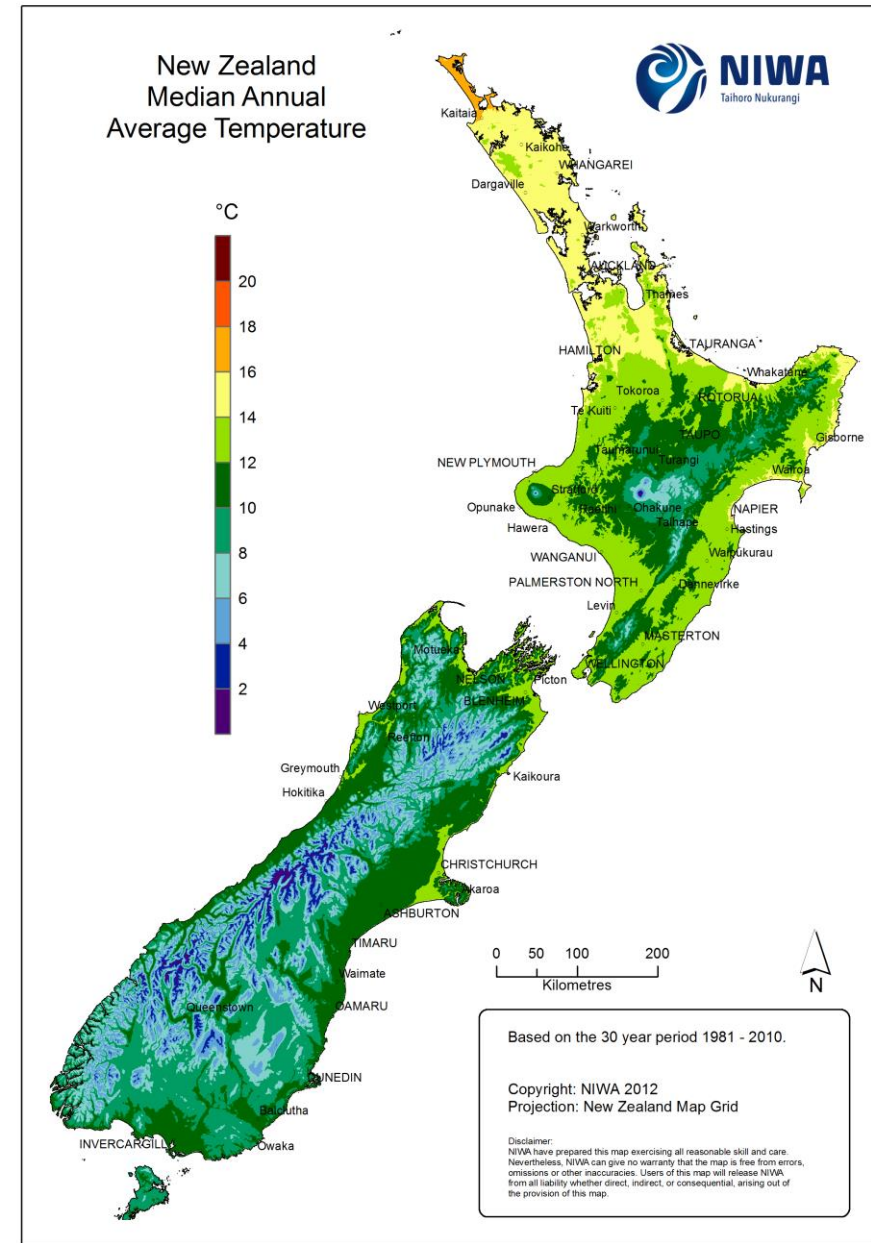 New Zealand
Median Annual
Average Temperature
NIWA
Taihoro Nukurangi
°C
20
18
16
14
12
10
8
6
4
2
Kaitaia
Kaikohe
WHANGAREI
Dargaville
Warkworth
AUCKLAND
Thames
HAMILTON
TAURANGA
Whakatane
Tokoroa
ROTORUA
Te Kuiti
TAUPO
Gisborne
Taumarunui
Turangi
NEW PLYMOUTH
Wairoa
Stratford
Opunake
Raetihi
Ohakune
NAPIER
Hawera
Taihape
Hastings
WANGANUI
Waipukurau
PALMERSTON NORTH
Dannevirke
Levin
MASTERTON
WELLINGTON
Motueka
NELSON
Picton
Westport
BLENHEIM
Reefton
Greymouth
Kaikoura
Hokitika
CHRISTCHURCH
Akaroa
ASHBURTON
TIMARU
Waimate
Queenstown
OAMARU
DUNEDIN
Balclutha
INVERCARGILL
Owaka
0 50 100 200
Kilometres
N
Based on the 30 year period 1981 - 2010.
Copyright: NIWA 2012
Projection: New Zealand Map Grid
Disclaimer:
NIWA have prepared this map exercising all reasonable skill and care.
Nevertheless, NIWA can give no warranty that the map is free from errors,
omissions or other inaccuracies. Users of this map will release NIWA
from all liability whether direct, indirect, or consequential, arising out of
the provision of this map.